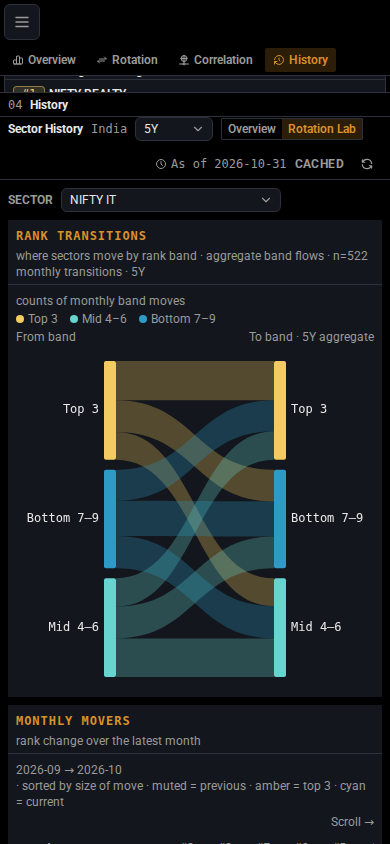 Overview Rotation Correlation History
#1 NIFTY REALTY
04 History
Sector History India 5Y Overview Rotation Lab
As of 2026-10-31 CACHED
SECTOR NIFTY IT
RANK TRANSITIONS
where sectors move by rank band · aggregate band flows · n=522
monthly transitions · 5Y
counts of monthly band moves
Top 3 Mid 4–6 Bottom 7–9
From band To band · 5Y aggregate
Top 3 Top 3
Bottom 7–9 Bottom 7–9
Mid 4–6 Mid 4–6
MONTHLY MOVERS
rank change over the latest month
2026-09 → 2026-10
· sorted by size of move · muted = previous · amber = top 3 · cyan
= current
Scroll →